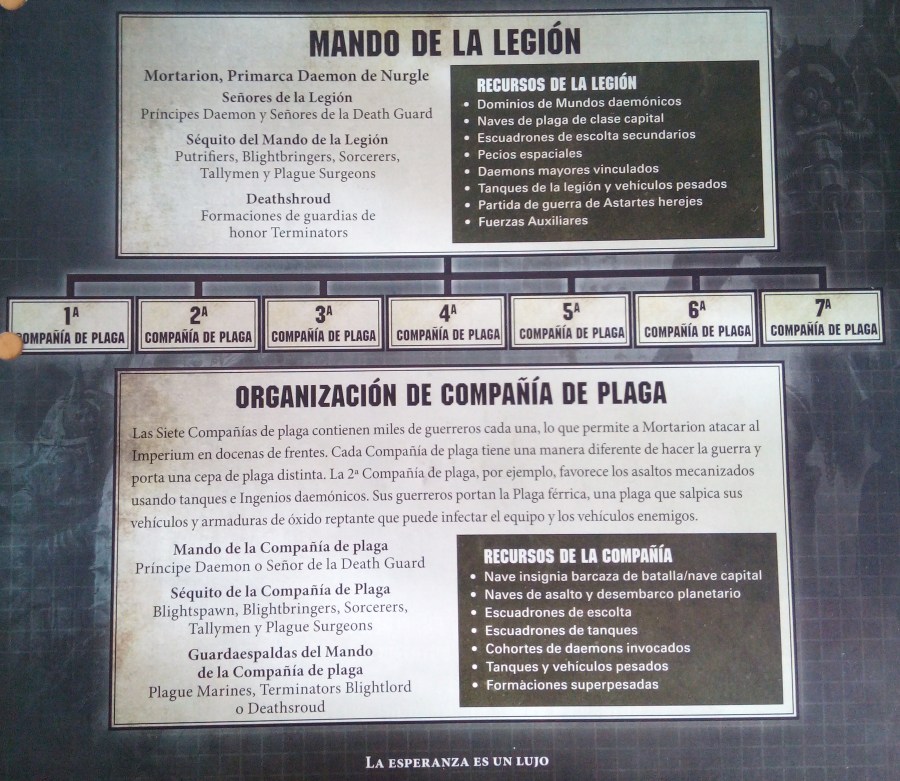 MANDO DE LA LEGIÓN
Mortarion, Primarca Daemon de Nurgle
Señores de la Legión
Príncipes Daemon y Señores de la Death Guard
Séquito del Mando de la Legión
Putrifiers, Blightbringers, Sorcerers,
Tallymen y Plague Surgeons
Deathshroud
Formaciones de guardias de
honor Terminators
RECURSOS DE LA LEGIÓN
• Dominios de Mundos daemónicos
• Naves de plaga de clase capital
• Escuadrones de escolta secundarios
• Pecios espaciales
• Daemons mayores vinculados
• Tanques de la legión y vehículos pesados
• Partida de guerra de Astartes herejes
• Fuerzas Auxiliares
1ª
COMPAÑÍA DE PLAGA
2ª
COMPAÑÍA DE PLAGA
3ª
COMPAÑÍA DE PLAGA
4ª
COMPAÑÍA DE PLAGA
5ª
COMPAÑÍA DE PLAGA
6ª
COMPAÑÍA DE PLAGA
7ª
COMPAÑÍA DE PLAGA
ORGANIZACIÓN DE COMPAÑÍA DE PLAGA
Las Siete Compañías de plaga contienen miles de guerreros cada una, lo que permite a Mortarion atacar al
Imperium en docenas de frentes. Cada Compañía de plaga tiene una manera diferente de hacer la guerra y
porta una cepa de plaga distinta. La 2ª Compañía de plaga, por ejemplo, favorece los asaltos mecanizados
usando tanques e Ingenios daemónicos. Sus guerreros portan la Plaga férrica, una plaga que salpica sus
vehículos y armaduras de óxido reptante que puede infectar el equipo y los vehículos enemigos.
Mando de la Compañía de plaga
Príncipe Daemon o Señor de la Death Guard
Séquito de la Compañía de Plaga
Blightspawn, Blightbringers, Sorcerers,
Tallymen y Plague Surgeons
Guardaespaldas del Mando
de la Compañía de plaga
Plague Marines, Terminators Blightlord
o Deathsroud
RECURSOS DE LA COMPAÑÍA
• Nave insignia barcaza de batalla/nave capital
• Naves de asalto y desembarco planetario
• Escuadrones de escolta
• Escuadrones de tanques
• Cohortes de daemons invocados
• Tanques y vehículos pesados
• Formaciones superpesadas
LA ESPERANZA ES UN LUJO